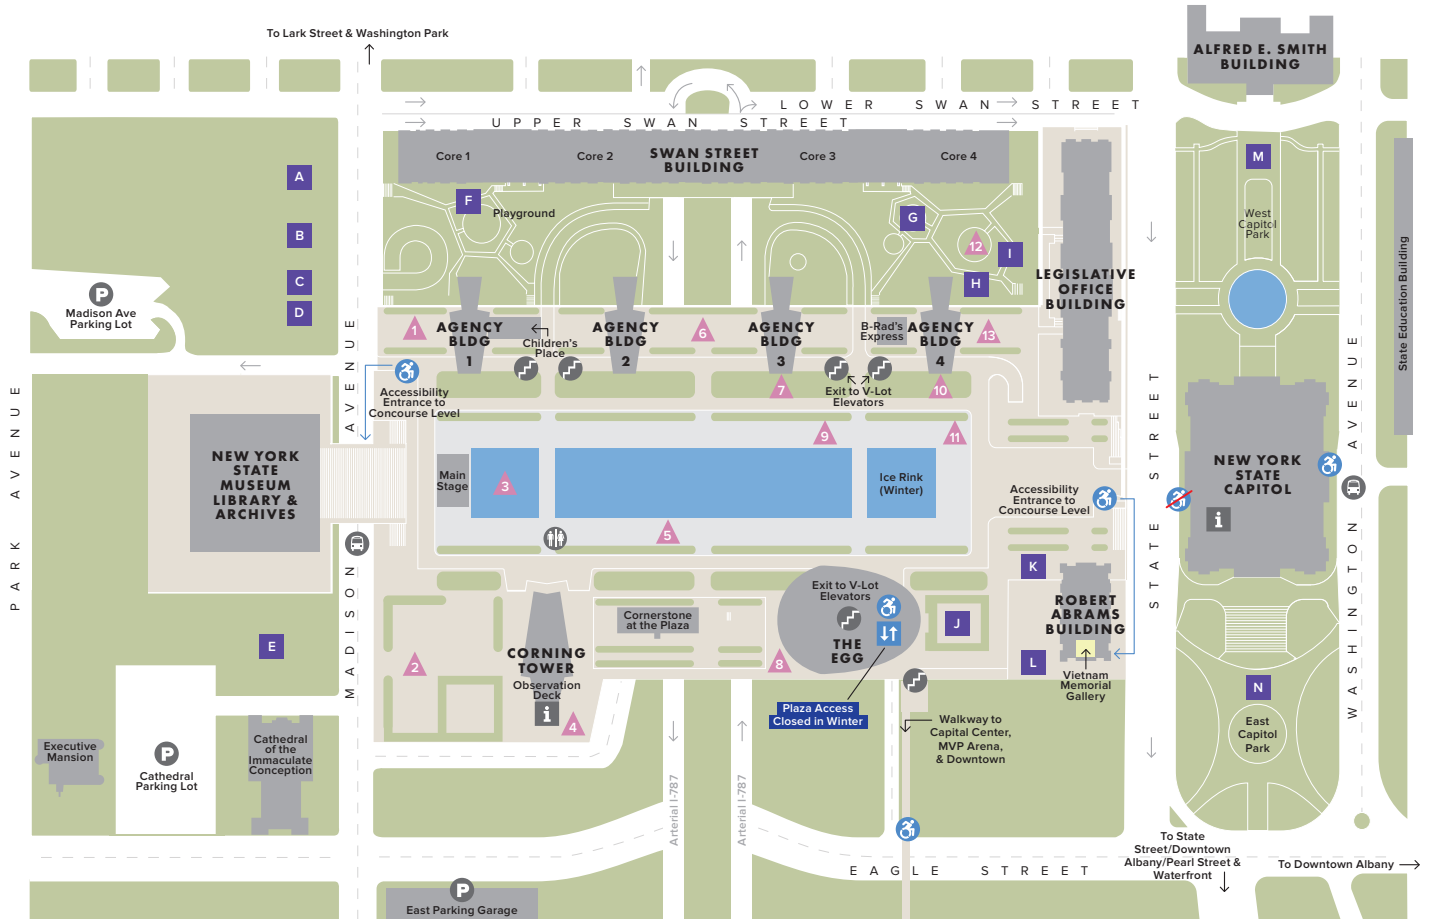 To Lark Street & Washington Park
ALFRED E. SMITH
BUILDING
LOWER SWAN STREET
UPPER SWAN STREET
Core 1
Core 2
SWAN STREET
BUILDING
Core 3
Core 4
A
B
C
D
F
Playground
G
12
I
H
M
West
Capitol
Park
State Education Building
P
Madison Ave
Parking Lot
LEGISLATIVE
OFFICE
BUILDING
1
AGENCY
BLDG
1
Children's
Place
AGENCY
BLDG
2
6
AGENCY
BLDG
3
B-Rad's
Express
AGENCY
BLDG
4
13
7
Exit to V-Lot
Elevators
10
Accessibility
Entrance to
Concourse Level
PARK AVENUE
MADISON AVENUE
STATE STREET
STATE STREET
WASHINGTON AVENUE
NEW YORK
STATE
MUSEUM
LIBRARY &
ARCHIVES
Main
Stage
3
9
11
Ice Rink
(Winter)
5
Accessibility
Entrance to
Concourse Level
NEW YORK
STATE
CAPITOL
i
K
ROBERT
ABRAMS
BUILDING
L
Vietnam
Memorial
Gallery
J
Exit to V-Lot
Elevators
THE
EGG
8
Plaza Access
Closed in Winter
Cornerstone
at the Plaza
CORNING
TOWER
Observation
Deck
i
4
2
E
Executive
Mansion
P
Cathedral
Parking Lot
Cathedral
of the
Immaculate
Conception
Walkway to
Capital Center,
MVP Arena,
& Downtown
Arterial I-787
Arterial I-787
N
East
Capitol
Park
To State
Street/Downtown
Albany/Pearl Street &
Waterfront
To Downtown Albany
EAGLE STREET
P
East Parking Garage